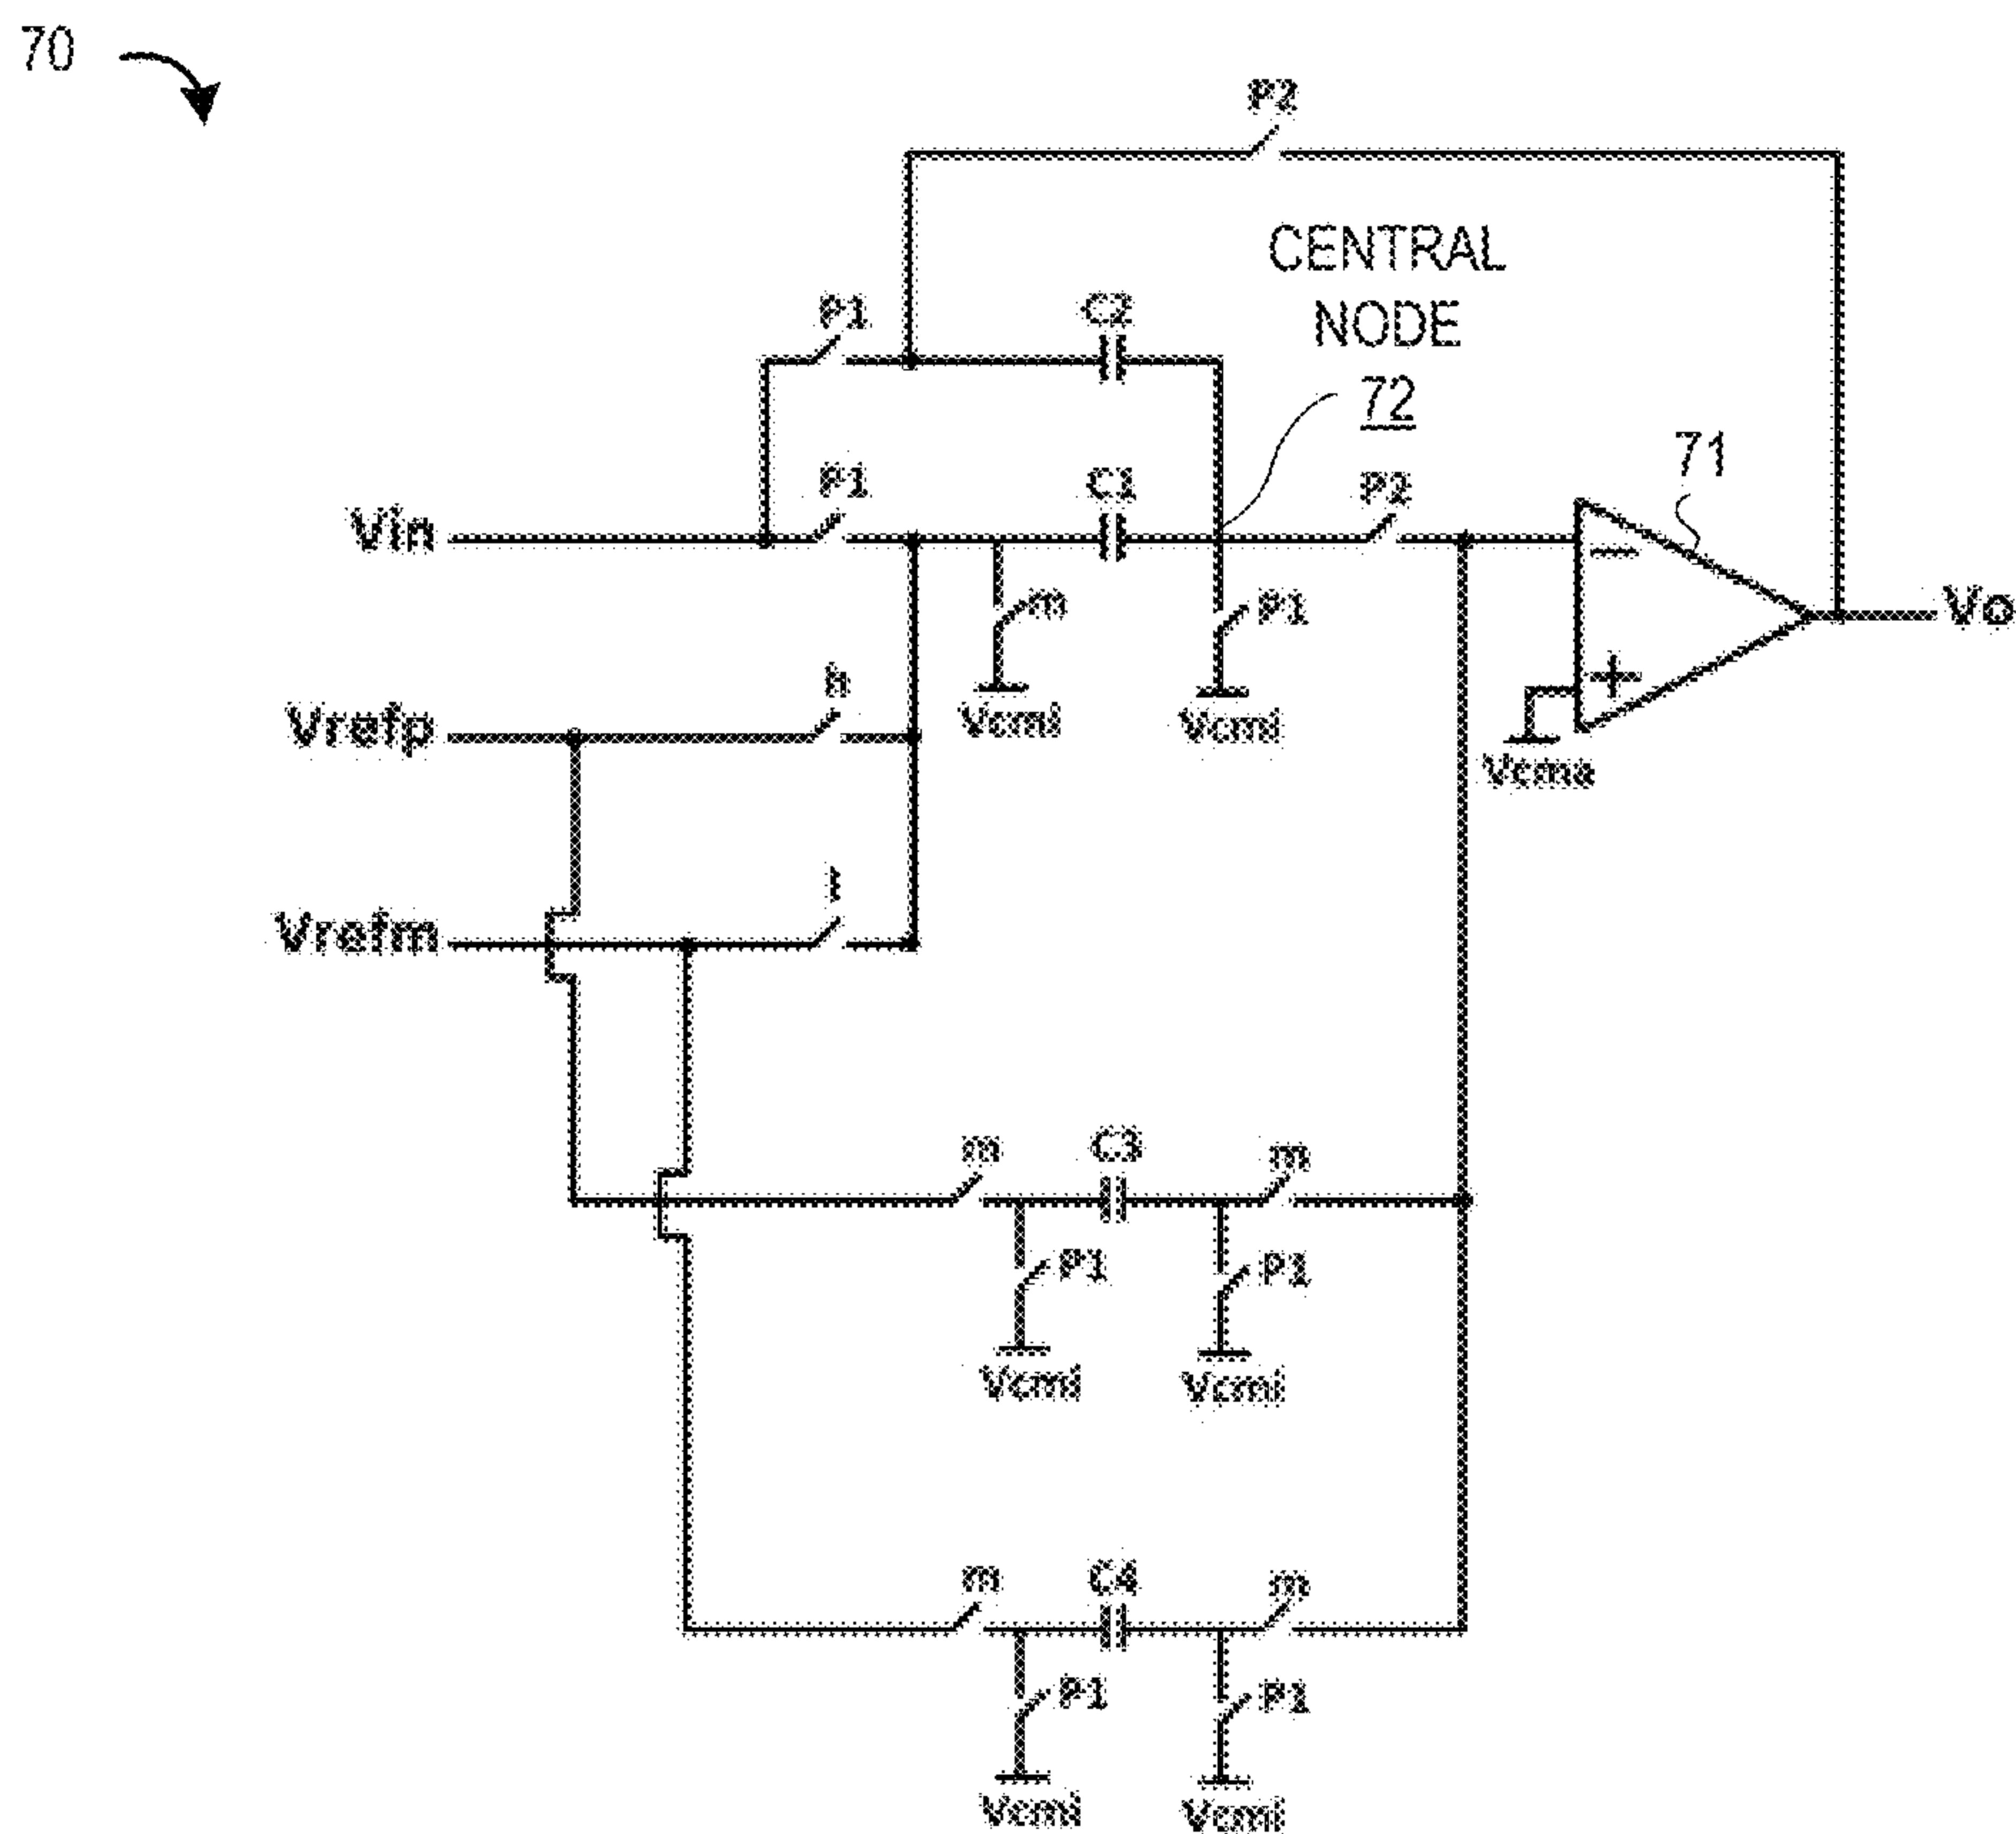 70
P2
CENTRAL
NODE
72
P1
C2
P1
C1
P2
71
Vin
m
P1
Vo
h
Vcmi
Vcmi
Vrefp
Vcma
l
Vrefm
m
C3
m
P1
P1
Vcmi
Vcmi
m
C4
m
P1
P1
Vcmi
Vcmi